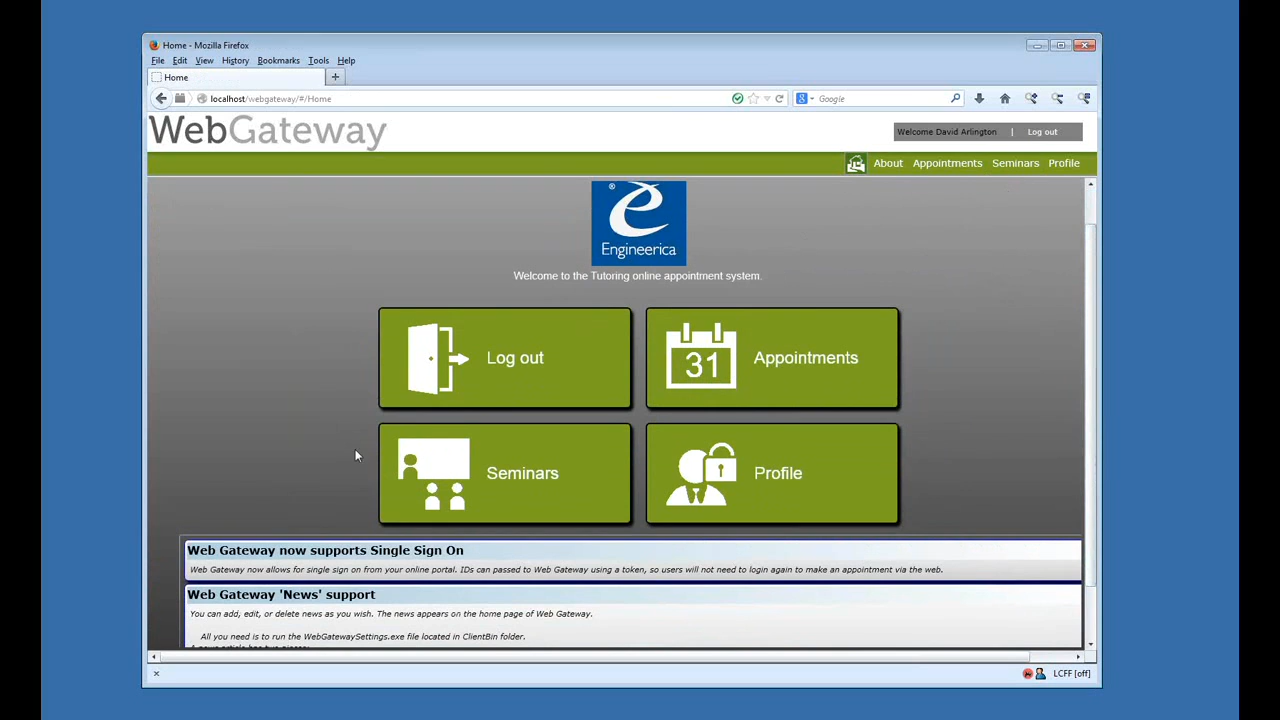 Home - Mozilla Firefox
File Edit View History Bookmarks Tools Help
Home
localhost/webgateway/#/Home
Google
WebGateway
Welcome David Arlington | Log out
About Appointments Seminars Profile
®
e
Engineerica
Welcome to the Tutoring online appointment system.
Log out
31
Appointments
Seminars
Profile
Web Gateway now supports Single Sign On
Web Gateway now allows for single sign on from your online portal. IDs can passed to Web Gateway using a token, so users will not need to login again to make an appointment via the web.
Web Gateway 'News' support
You can add, edit, or delete news as you wish. The news appears on the home page of Web Gateway.
All you need is to run the WebGatewaySettings.exe file located in ClientBin folder.
LCFF [off]